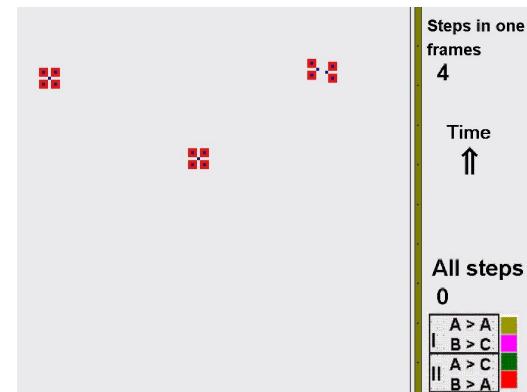 Steps in one
frames
4
Time
⇑
All steps
0
I A > A
B > C
II A > C
B > A